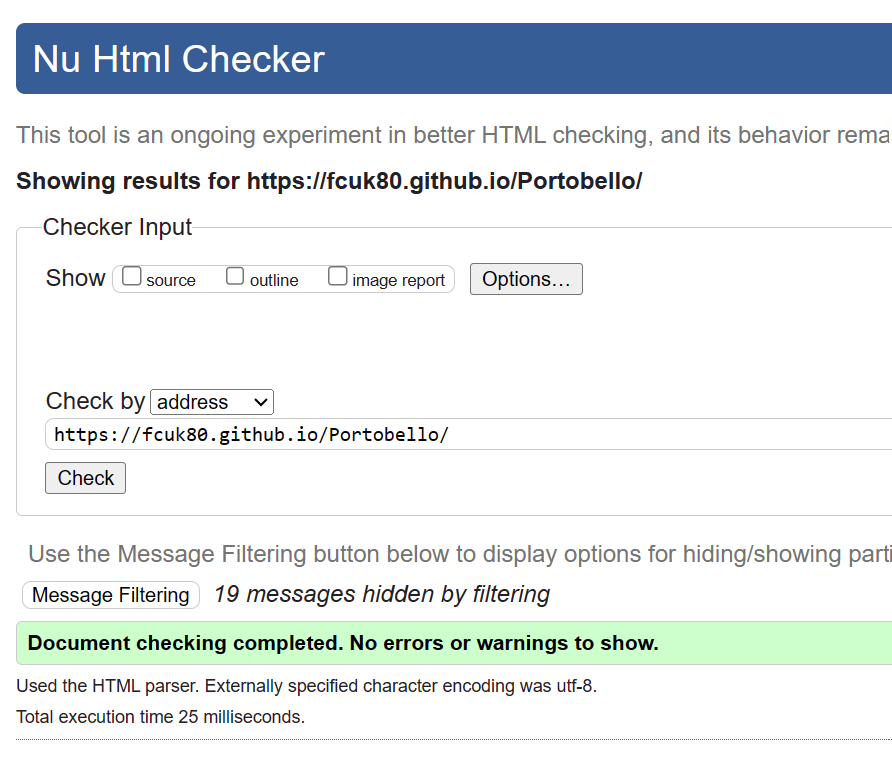 Nu Html Checker
This tool is an ongoing experiment in better HTML checking, and its behavior rema
Showing results for https://fcuk80.github.io/Portobello/
Checker Input
Show source outline image report Options…
Check by address
https://fcuk80.github.io/Portobello/
Check
Use the Message Filtering button below to display options for hiding/showing parti
Message Filtering 19 messages hidden by filtering
Document checking completed. No errors or warnings to show.
Used the HTML parser. Externally specified character encoding was utf-8.
Total execution time 25 milliseconds.